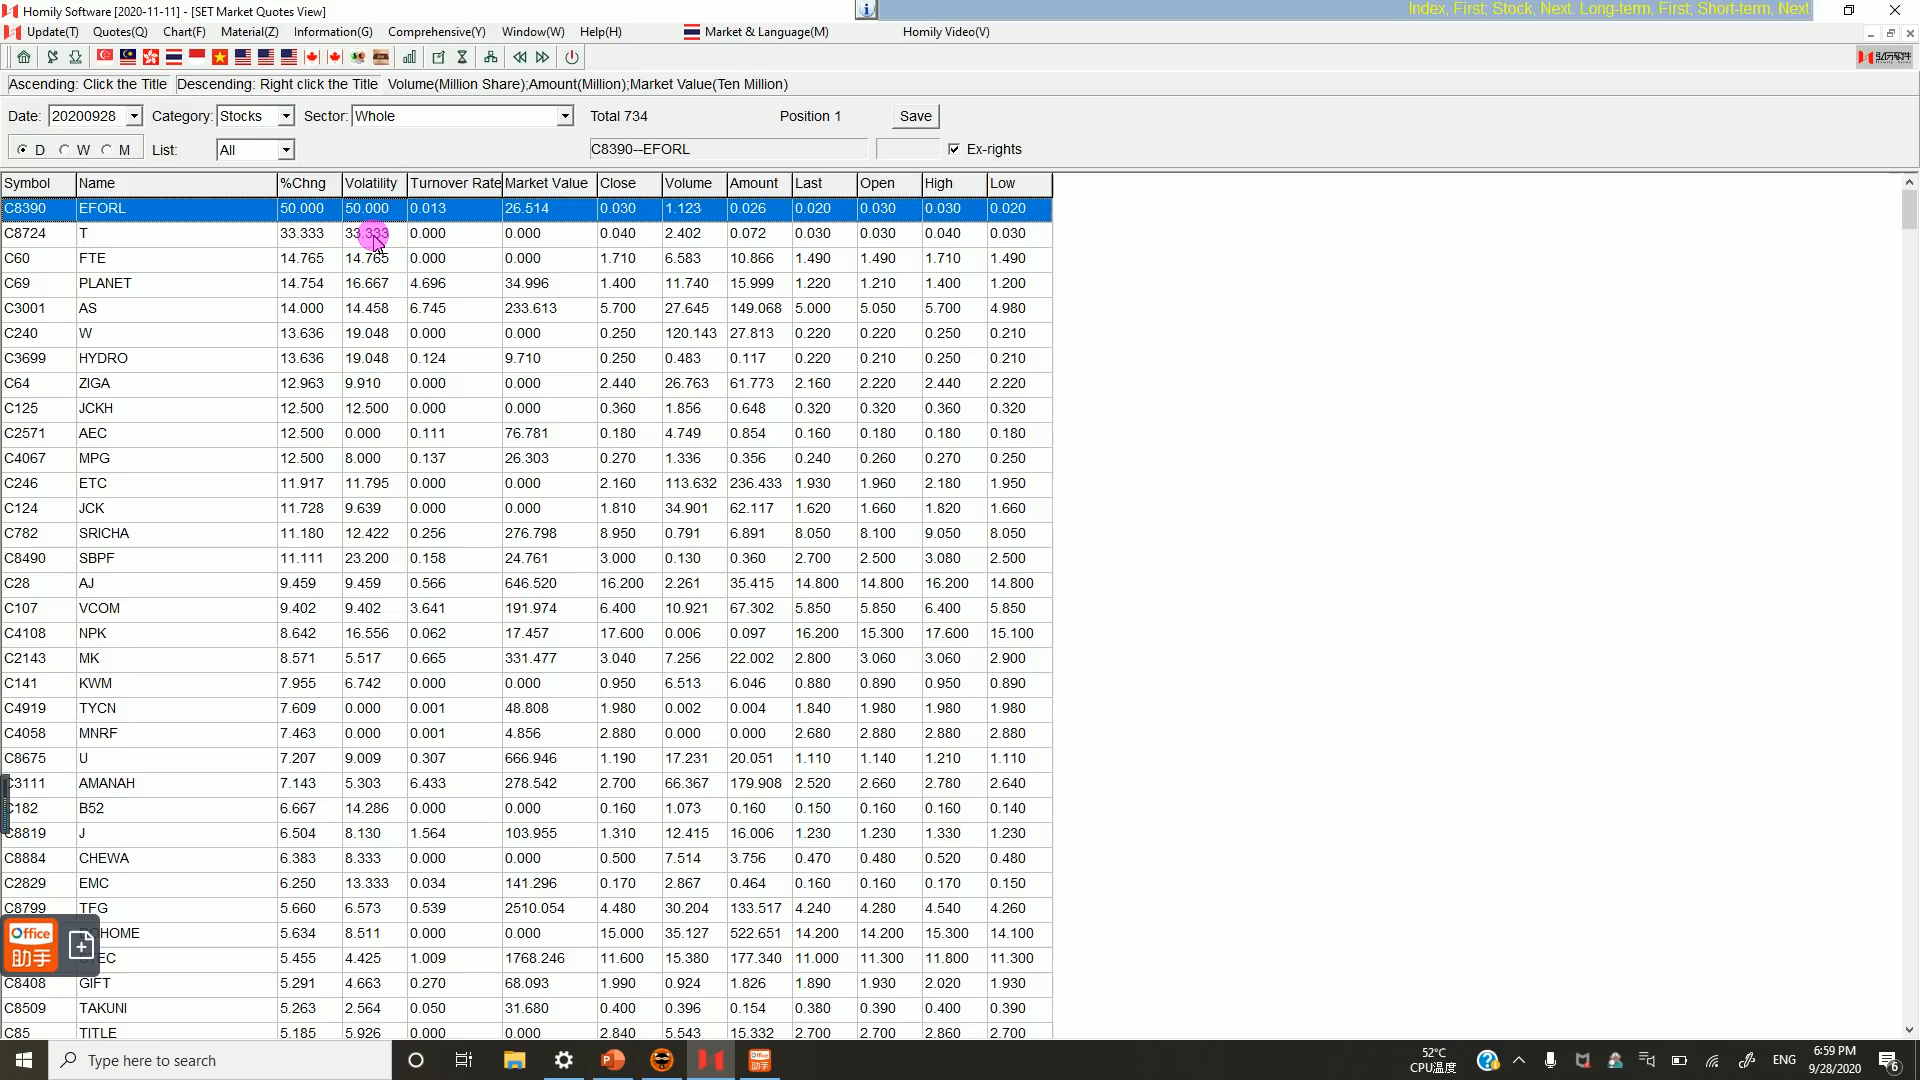 Homily Software [2020-11-11] - [SET Market Quotes View]
Index, First; Stock, Next. Long-term, First; Short-term, Next
Update(T) Quotes(Q) Chart(F) Material(Z) Information(G) Comprehensive(Y) Window(W) Help(H) Market & Language(M) Homily Video(V)
Ascending: Click the Title Descending: Right click the Title Volume(Million Share);Amount(Million);Market Value(Ten Million)
Date: 20200928 Category: Stocks Sector: Whole Total 734 Position 1 Save
D W M List: All C8390--EFORL Ex-rights
Symbol Name %Chng Volatility Turnover Rate Market Value Close Volume Amount Last Open High Low
C8390 EFORL 50.000 50.000 0.013 26.514 0.030 1.123 0.026 0.020 0.030 0.030 0.020
C8724 T 33.333 33.333 0.000 0.000 0.040 2.402 0.072 0.030 0.030 0.040 0.030
C60 FTE 14.765 14.765 0.000 0.000 1.710 6.583 10.866 1.490 1.490 1.710 1.490
C69 PLANET 14.754 16.667 4.696 34.996 1.400 11.740 15.999 1.220 1.210 1.400 1.200
C3001 AS 14.000 14.458 6.745 233.613 5.700 27.645 149.068 5.000 5.050 5.700 4.980
C240 W 13.636 19.048 0.000 0.000 0.250 120.143 27.813 0.220 0.220 0.250 0.210
C3699 HYDRO 13.636 19.048 0.124 9.710 0.250 0.483 0.117 0.220 0.210 0.250 0.210
C64 ZIGA 12.963 9.910 0.000 0.000 2.440 26.763 61.773 2.160 2.220 2.440 2.220
C125 JCKH 12.500 12.500 0.000 0.000 0.360 1.856 0.648 0.320 0.320 0.360 0.320
C2571 AEC 12.500 0.000 0.111 76.781 0.180 4.749 0.854 0.160 0.180 0.180 0.180
C4067 MPG 12.500 8.000 0.137 26.303 0.270 1.336 0.356 0.240 0.260 0.270 0.250
C246 ETC 11.917 11.795 0.000 0.000 2.160 113.632 236.433 1.930 1.960 2.180 1.950
C124 JCK 11.728 9.639 0.000 0.000 1.810 34.901 62.117 1.620 1.660 1.820 1.660
C782 SRICHA 11.180 12.422 0.256 276.798 8.950 0.791 6.891 8.050 8.100 9.050 8.050
C8490 SBPF 11.111 23.200 0.158 24.761 3.000 0.130 0.360 2.700 2.500 3.080 2.500
C28 AJ 9.459 9.459 0.566 646.520 16.200 2.261 35.415 14.800 14.800 16.200 14.800
C107 VCOM 9.402 9.402 3.641 191.974 6.400 10.921 67.302 5.850 5.850 6.400 5.850
C4108 NPK 8.642 16.556 0.062 17.457 17.600 0.006 0.097 16.200 15.300 17.600 15.100
C2143 MK 8.571 5.517 0.665 331.477 3.040 7.256 22.002 2.800 3.060 3.060 2.900
C141 KWM 7.955 6.742 0.000 0.000 0.950 6.513 6.046 0.880 0.890 0.950 0.890
C4919 TYCN 7.609 0.000 0.001 48.808 1.980 0.002 0.004 1.840 1.980 1.980 1.980
C4058 MNRF 7.463 0.000 0.001 4.856 2.880 0.000 0.000 2.680 2.880 2.880 2.880
C8675 U 7.207 9.009 0.307 666.946 1.190 17.231 20.051 1.110 1.140 1.210 1.110
C3111 AMANAH 7.143 5.303 6.433 278.542 2.700 66.367 179.908 2.520 2.660 2.780 2.640
C182 B52 6.667 14.286 0.000 0.000 0.160 1.073 0.160 0.150 0.160 0.160 0.140
C8819 J 6.504 8.130 1.564 103.955 1.310 12.415 16.006 1.230 1.230 1.330 1.230
C8884 CHEWA 6.383 8.333 0.000 0.000 0.500 7.514 3.756 0.470 0.480 0.520 0.480
C2829 EMC 6.250 13.333 0.034 141.296 0.170 2.867 0.464 0.160 0.160 0.170 0.150
C8799 TFG 5.660 6.573 0.539 2510.054 4.480 30.204 133.517 4.240 4.280 4.540 4.260
OHOME 5.634 8.511 0.000 0.000 15.000 35.127 522.651 14.200 14.200 15.300 14.100
EC 5.455 4.425 1.009 1768.246 11.600 15.380 177.340 11.000 11.300 11.800 11.300
C8408 GIFT 5.291 4.663 0.270 68.093 1.990 0.924 1.826 1.890 1.930 2.020 1.930
C8509 TAKUNI 5.263 2.564 0.050 31.680 0.400 0.396 0.154 0.380 0.390 0.400 0.390
C85 TITLE 5.185 5.926 0.000 0.000 2.840 5.543 15.332 2.700 2.700 2.860 2.700
Office
助手
Type here to search
52°C
CPU温度
ENG
6:59 PM
9/28/2020
6